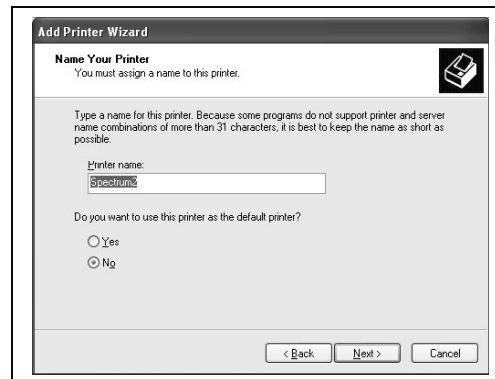 Add Printer Wizard
Name Your Printer
You must assign a name to this printer.
Type a name for this printer. Because some programs do not support printer and server
name combinations of more than 31 characters, it is best to keep the name as short as
possible.
Printer name:
Spectrum2
Do you want to use this printer as the default printer?
Yes
No
< Back Next > Cancel